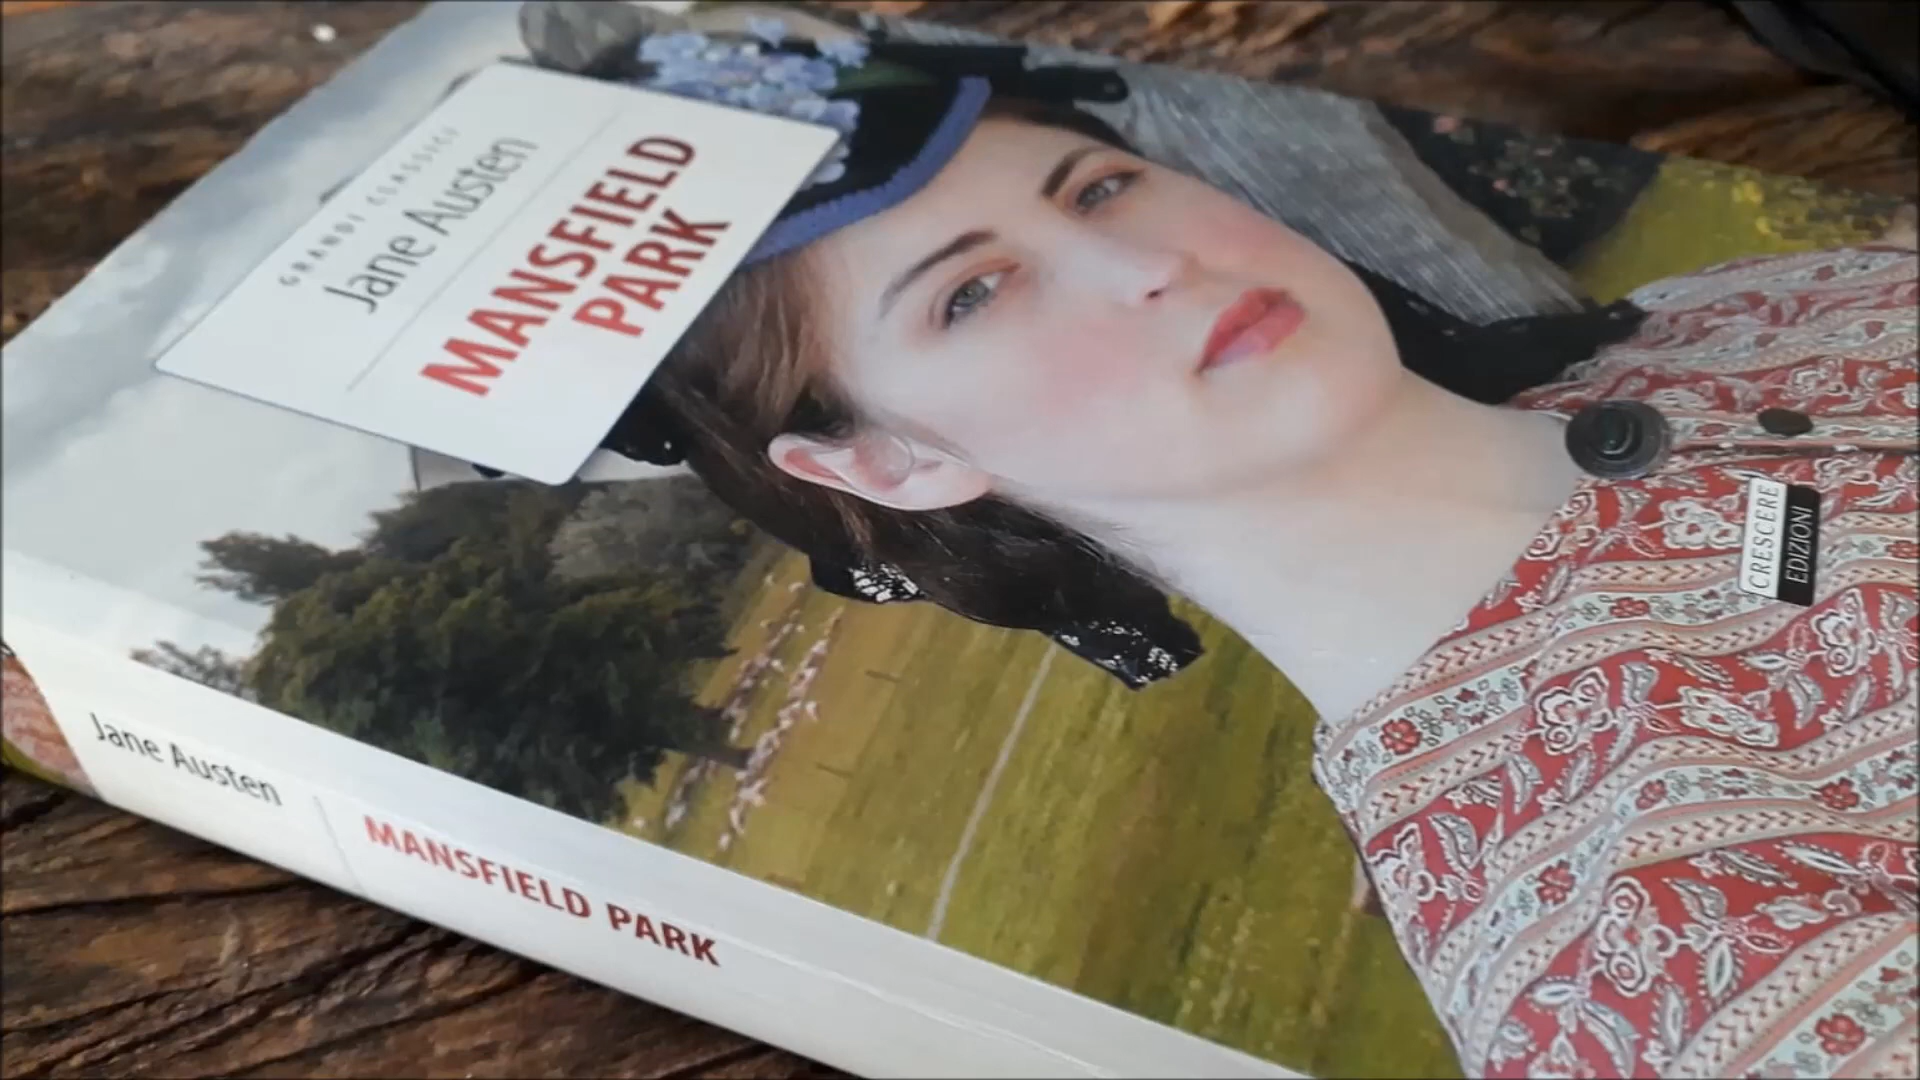 GRANDI CLASSICI
Jane Austen
MANSFIELD
PARK
CRESCERE
EDIZIONI
Jane Austen
MANSFIELD PARK